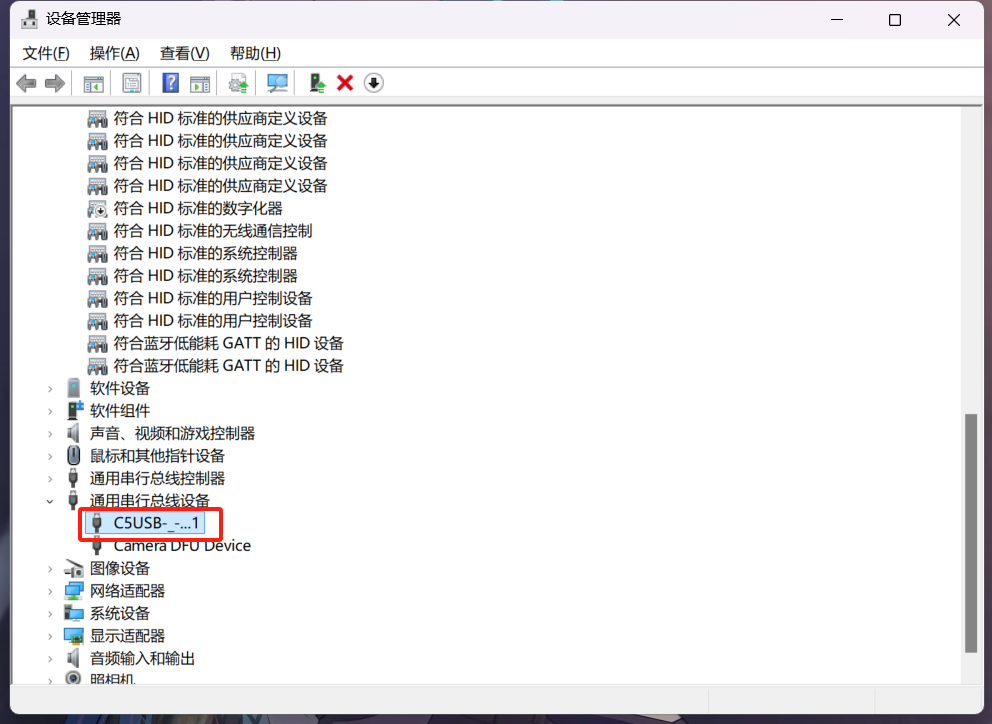 设备管理器
文件(F) 操作(A) 查看(V) 帮助(H)
符合 HID 标准的供应商定义设备
符合 HID 标准的供应商定义设备
符合 HID 标准的供应商定义设备
符合 HID 标准的供应商定义设备
符合 HID 标准的数字化器
符合 HID 标准的无线通信控制
符合 HID 标准的系统控制器
符合 HID 标准的系统控制器
符合 HID 标准的用户控制设备
符合 HID 标准的用户控制设备
符合蓝牙低能耗 GATT 的 HID 设备
符合蓝牙低能耗 GATT 的 HID 设备
软件设备
软件组件
声音、视频和游戏控制器
鼠标和其他指针设备
通用串行总线控制器
通用串行总线设备
C5USB-_-...1
Camera DFU Device
图像设备
网络适配器
系统设备
显示适配器
音频输入和输出
照相机